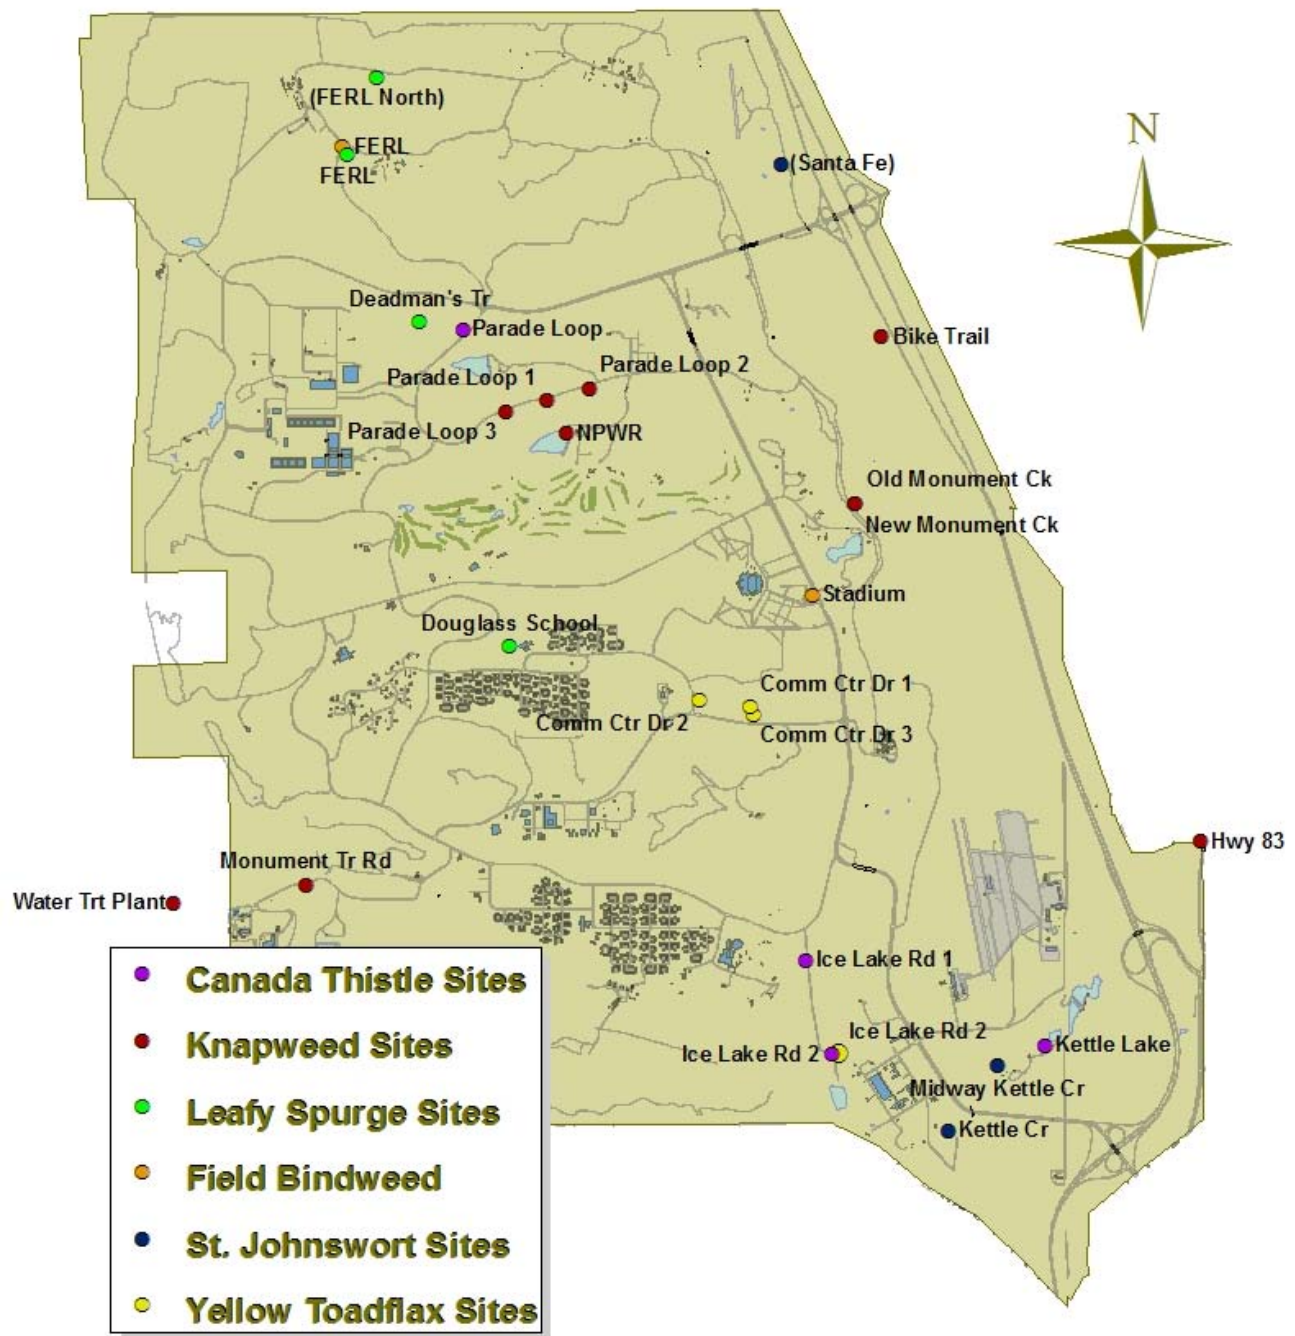 (FERL North)
N
FERL
(Santa Fe)
FERL
Deadman's Tr
Parade Loop
Bike Trail
Parade Loop 2
Parade Loop 1
Parade Loop 3
NPWR
Old Monument Ck
New Monument Ck
Stadium
Douglass School
Comm Ctr Dr 1
Comm Ctr Dr 2
Comm Ctr Dr 3
Hwy 83
Monument Tr Rd
Water Trt Plant
Ice Lake Rd 1
Ice Lake Rd 2
Ice Lake Rd 2
Kettle Lake
Midway Kettle Cr
Kettle Cr
Canada Thistle Sites
Knapweed Sites
Leafy Spurge Sites
Field Bindweed
St. Johnswort Sites
Yellow Toadflax Sites